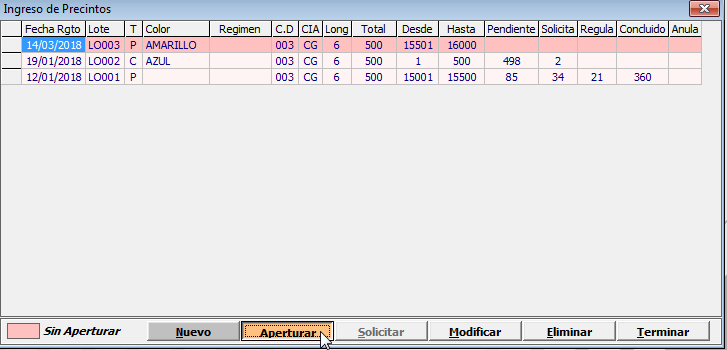 Ingreso de Precintos
Fecha Rgto Lote T Color Regimen C.D CIA Long Total Desde Hasta Pendiente Solicita Regula Concluido Anula
14/03/2018 LO003 P AMARILLO 003 CG 6 500 15501 16000
19/01/2018 LO002 C AZUL 003 CG 6 500 1 500 498 2
12/01/2018 LO001 P 003 CG 6 500 15001 15500 85 34 21 360
Sin Aperturar Nuevo Aperturar Solicitar Modificar Eliminar Terminar